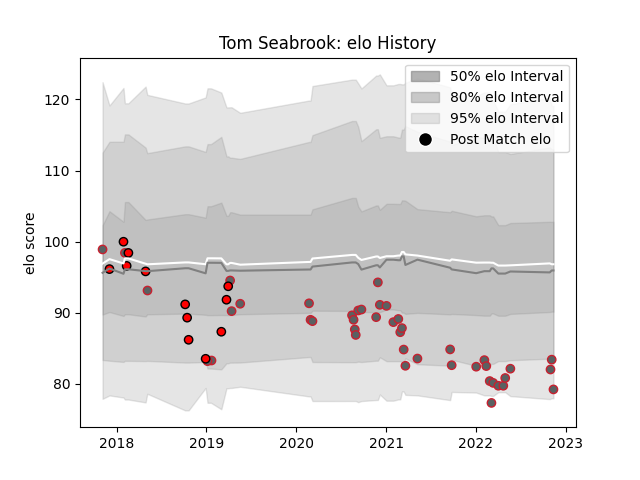 Tom Seabrook: elo History
50% elo Interval
80% elo Interval
95% elo Interval
Post Match elo
elo score
120
110
100
90
80
2018
2019
2020
2021
2022
2023